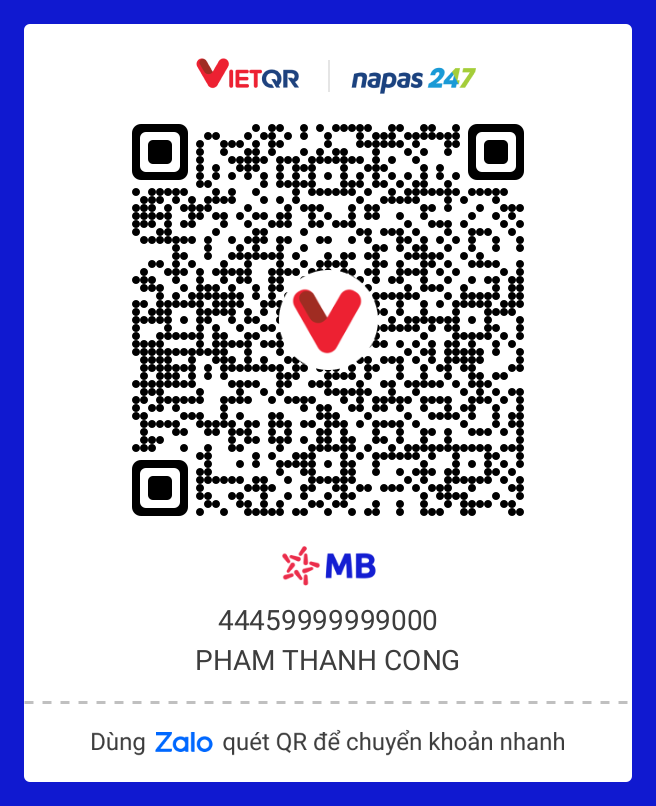 VIETQR napas 247
MB
44459999999000
PHAM THANH CONG
Dùng Zalo quét QR để chuyển khoản nhanh